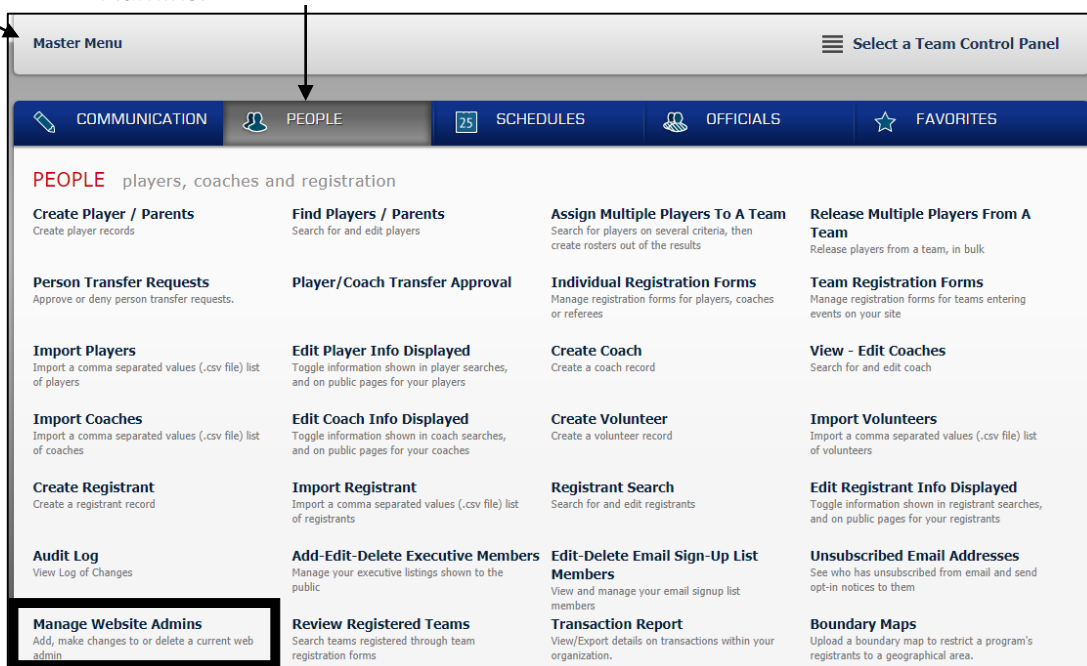 Master Menu
Select a Team Control Panel
COMMUNICATION
PEOPLE
25
SCHEDULES
OFFICIALS
FAVORITES
PEOPLE players, coaches and registration
Create Player / Parents
Create player records
Find Players / Parents
Search for and edit players
Assign Multiple Players To A Team
Search for players on several criteria, then
create rosters out of the results
Release Multiple Players From A
Team
Release players from a team, in bulk
Person Transfer Requests
Approve or deny person transfer requests.
Player/Coach Transfer Approval
Individual Registration Forms
Manage registration forms for players, coaches
or referees
Team Registration Forms
Manage registration forms for teams entering
events on your site
Import Players
Import a comma separated values (.csv file) list
of players
Edit Player Info Displayed
Toggle information shown in player searches,
and on public pages for your players
Create Coach
Create a coach record
View - Edit Coaches
Search for and edit coach
Import Coaches
Import a comma separated values (.csv file) list
of coaches
Edit Coach Info Displayed
Toggle information shown in coach searches,
and on public pages for your coaches
Create Volunteer
Create a volunteer record
Import Volunteers
Import a comma separated values (.csv file) list
of volunteers
Create Registrant
Create a registrant record
Import Registrant
Import a comma separated values (.csv file) list
of registrants
Registrant Search
Search for and edit registrants
Edit Registrant Info Displayed
Toggle information shown in registrant searches,
and on public pages for your registrants
Audit Log
View Log of Changes
Add-Edit-Delete Executive Members
Manage your executive listings shown to the
public
Edit-Delete Email Sign-Up List
Members
View and manage your email signup list
members
Unsubscribed Email Addresses
See who has unsubscribed from email and send
opt-in notices to them
Manage Website Admins
Add, make changes to or delete a current web
admin
Review Registered Teams
Search teams registered through team
registration forms
Transaction Report
View/Export details on transactions within your
organization.
Boundary Maps
Upload a boundary map to restrict a program's
registrants to a geographical area.